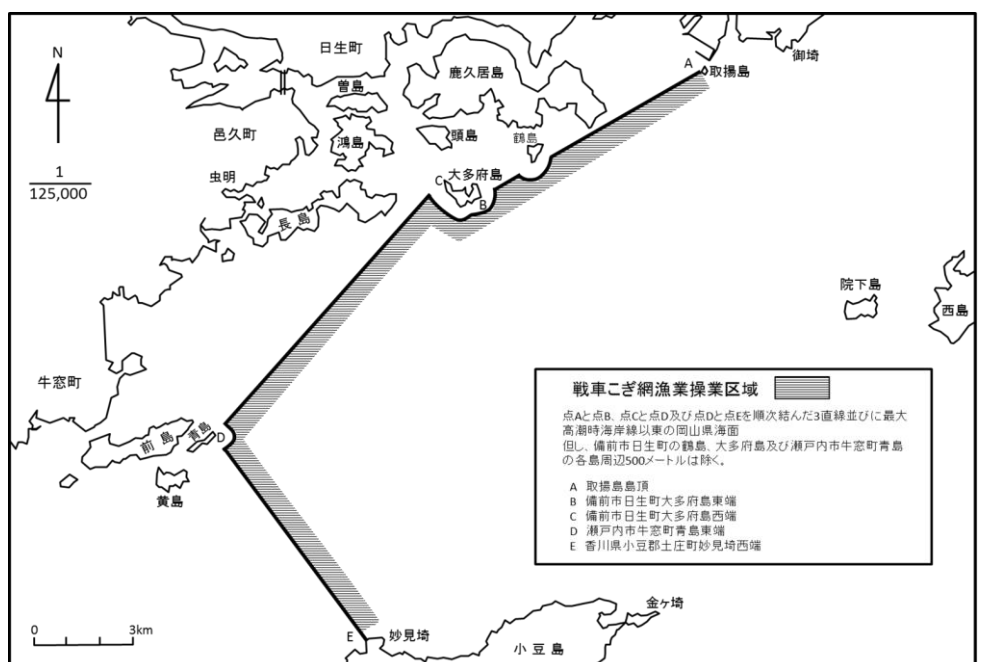 日生町
御埼
N
A
取揚島
鹿久居島
曽島
邑久町
鴻島
頭島
鶴島
1
125,000
虫明
C
大多府島
B
長島
院下島
西島
牛窓町
前島
青島
D
黄島
戦車こぎ網漁業操業区域
点Aと点B、点Cと点D及び点Dと点Eを順次結んだ3直線並びに最大
高潮時海岸線以東の岡山県海面
但し、備前市日生町の鶴島、大多府島及び瀬戸内市牛窓町青島
の各島周辺500メートルは除く。
A 取揚島島頂
B 備前市日生町大多府島東端
C 備前市日生町大多府島西端
D 瀬戸内市牛窓町青島東端
E 香川県小豆郡土庄町妙見埼西端
金ヶ埼
0 3km
E
妙見埼
小豆島